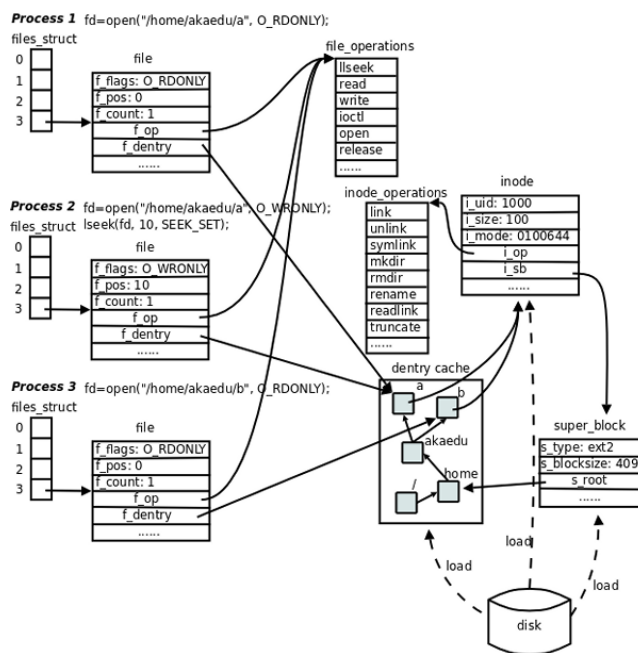 Process 1 fd=open("/home/akaedu/a", O_RDONLY);
files_struct
0
1
2
3
file
f_flags: O_RDONLY
f_pos: 0
f_count: 1
f_op
f_dentry
......
file_operations
llseek
read
write
ioctl
open
release
......
Process 2 fd=open("/home/akaedu/a", O_WRONLY);
lseek(fd, 10, SEEK_SET);
files_struct
0
1
2
3
file
f_flags: O_WRONLY
f_pos: 10
f_count: 1
f_op
f_dentry
......
inode_operations
link
unlink
symlink
mkdir
rmdir
rename
readlink
truncate
......
inode
i_uid: 1000
i_size: 100
i_mode: 0100644
i_op
i_sb
......
Process 3 fd=open("/home/akaedu/b", O_RDONLY);
files_struct
0
1
2
3
file
f_flags: O_RDONLY
f_pos: 0
f_count: 1
f_op
f_dentry
......
dentry cache
a
b
akaedu
home
/
super_block
s_type: ext2
s_blocksize: 409
s_root
......
load
load
load
disk